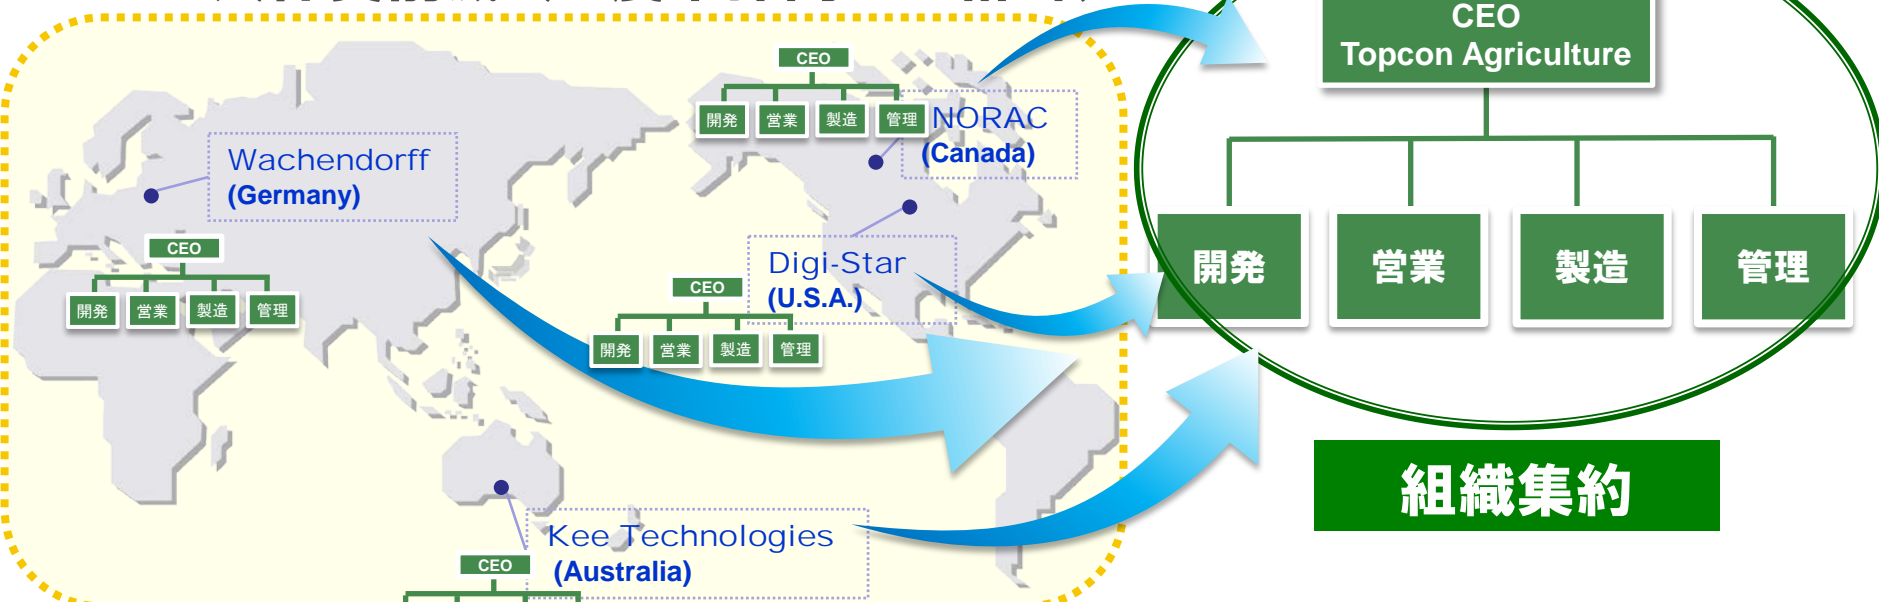 CEO
Topcon Agriculture
開発
営業
製造
管理
組織集約
CEO
開発
営業
製造
管理
NORAC
(Canada)
Wachendorff
(Germany)
CEO
開発
営業
製造
管理
Digi-Star
(U.S.A.)
CEO
開発
営業
製造
管理
Kee Technologies
(Australia)
CEO